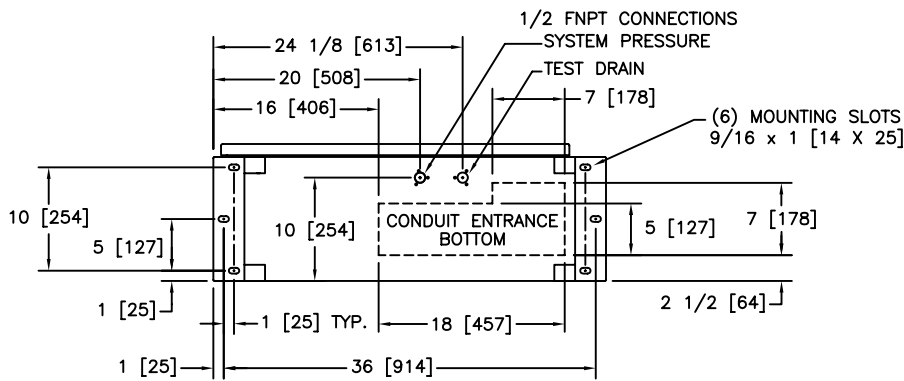 1/2 FNPT CONNECTIONS
SYSTEM PRESSURE
24 1/8 [613]
TEST DRAIN
20 [508]
7 [178]
16 [406]
(6) MOUNTING SLOTS
9/16 x 1 [14 X 25]
10 [254]
5 [127]
10 [254]
CONDUIT ENTRANCE
BOTTOM
5 [127]
7 [178]
1 [25]
2 1/2 [64]
1 [25] TYP.
18 [457]
1 [25]
36 [914]